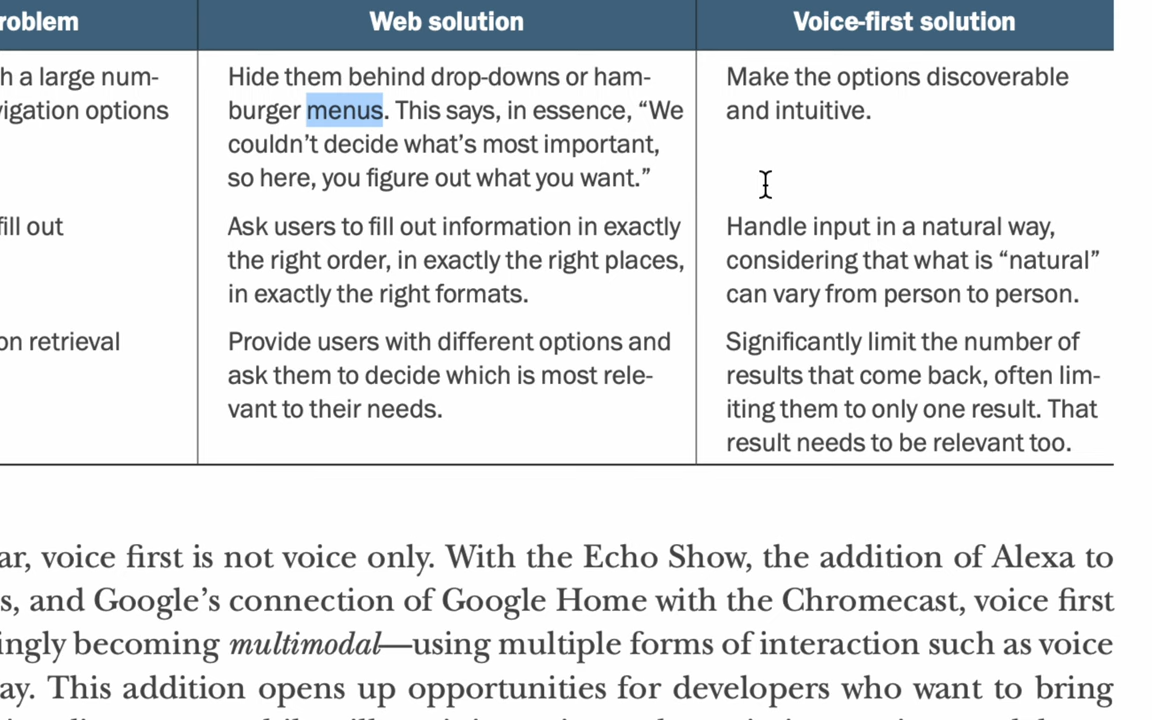 roblem Web solution Voice-first solution
h a large num- Hide them behind drop-downs or ham- Make the options discoverable
vigation options burger menus. This says, in essence, “We and intuitive.
couldn’t decide what’s most important,
so here, you figure out what you want.”
fill out Ask users to fill out information in exactly Handle input in a natural way,
the right order, in exactly the right places, considering that what is “natural”
in exactly the right formats. can vary from person to person.
on retrieval Provide users with different options and Significantly limit the number of
ask them to decide which is most rele- results that come back, often lim-
vant to their needs. iting them to only one result. That
result needs to be relevant too.
ar, voice first is not voice only. With the Echo Show, the addition of Alexa to
s, and Google’s connection of Google Home with the Chromecast, voice first
ingly becoming multimodal—using multiple forms of interaction such as voice
ay. This addition opens up opportunities for developers who want to bring